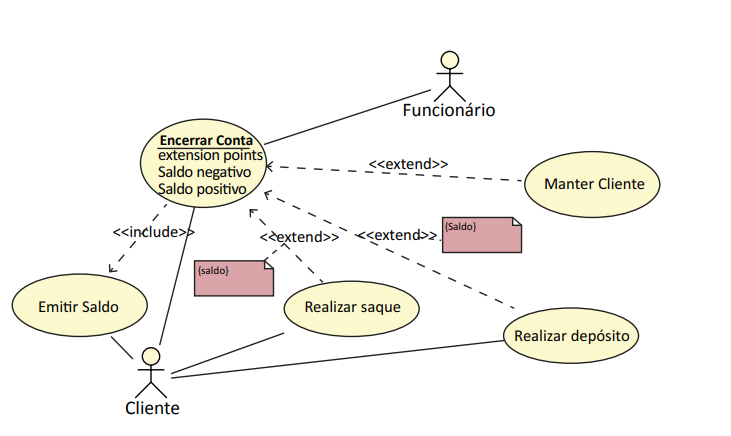 Funcionário
Encerrar Conta
extension points
Saldo negativo
Saldo positivo
<<extend>>
Manter Cliente
<<include>>
<<extend>>
<<extend>>
{Saldo}
{saldo}
Emitir Saldo
Realizar saque
Realizar depósito
Cliente